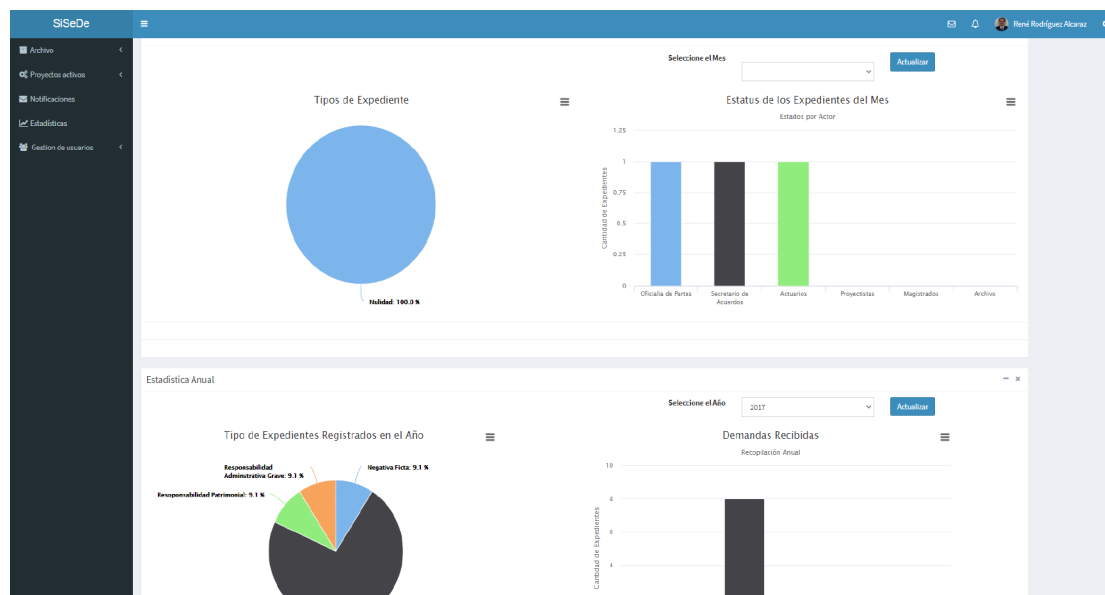 SiSeDe
René Rodríguez Alcaraz
Archivo
Proyectos activos
Notificaciones
Estadísticas
Gestion de usuarios
Seleccione el Mes
Actualizar
Tipos de Expediente
Nulidad: 100.0 %
Estatus de los Expedientes del Mes
Estados por Actor
Cantidad de Expedientes
1.25
1
0.75
0.5
0.25
0
Oficialia de Partes
Secretario de
Acuerdos
Actuarios
Proyectistas
Magistrados
Archivo
Estadistica Anual
Seleccione el Año
2017
Actualizar
Tipo de Expedientes Registrados en el Año
Responsabilidad
Adminstrativa Grave: 9.1 %
Negativa Ficta: 9.1 %
Resoponsabilidad Patrimonial: 9.1 %
Demandas Recibidas
Recopilación Anual
Cantidad de Expedientes
10
8
6
4